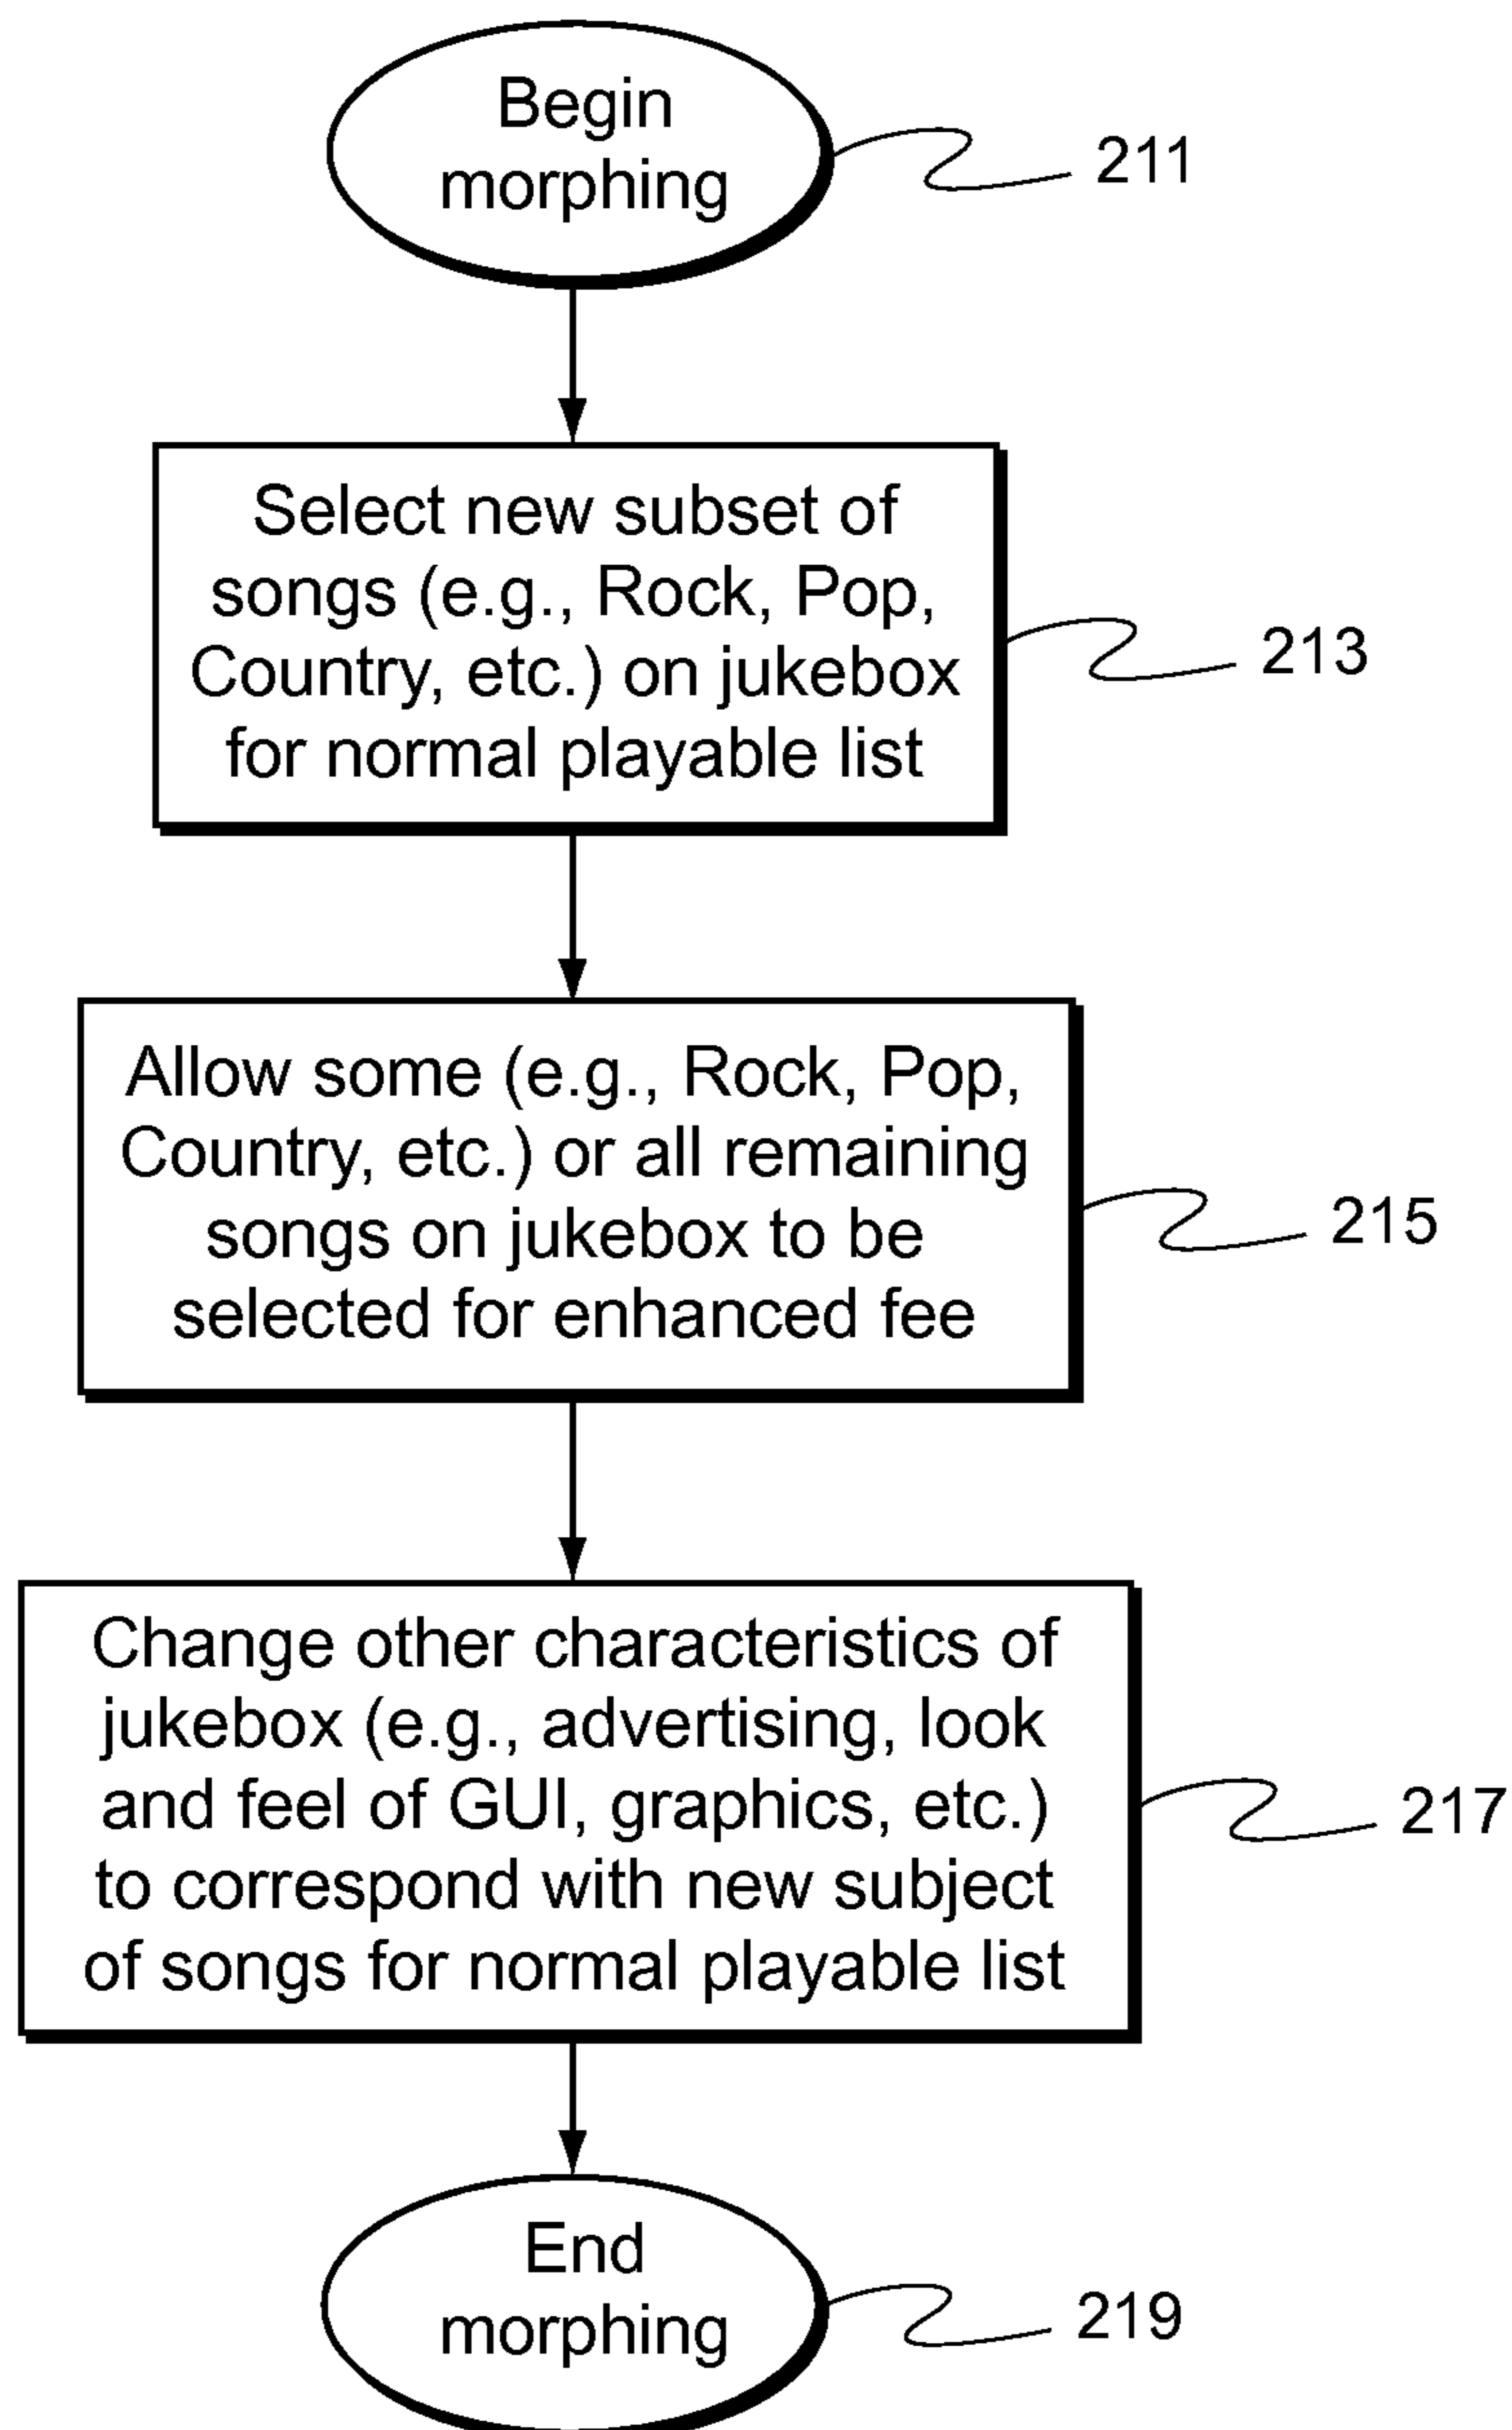 Begin
morphing
211
Select new subset of
songs (e.g., Rock, Pop,
Country, etc.) on jukebox
for normal playable list
213
Allow some (e.g., Rock, Pop,
Country, etc.) or all remaining
songs on jukebox to be
selected for enhanced fee
215
Change other characteristics of
jukebox (e.g., advertising, look
and feel of GUI, graphics, etc.)
to correspond with new subject
of songs for normal playable list
217
End
morphing
219